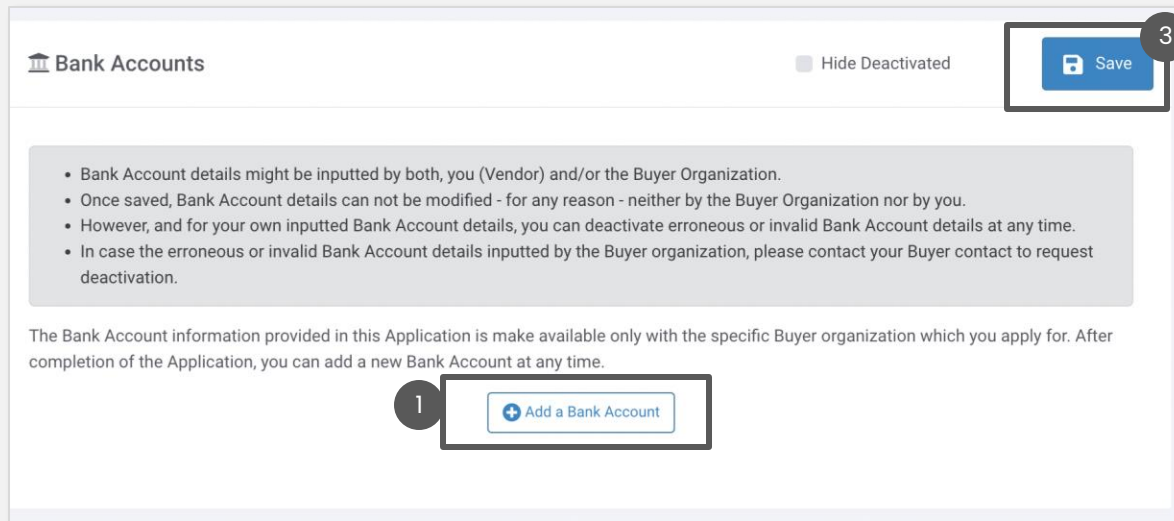 Bank Accounts
Hide Deactivated
Save
3
• Bank Account details might be inputted by both, you (Vendor) and/or the Buyer Organization.
• Once saved, Bank Account details can not be modified - for any reason - neither by the Buyer Organization nor by you.
• However, and for your own inputted Bank Account details, you can deactivate erroneous or invalid Bank Account details at any time.
• In case the erroneous or invalid Bank Account details inputted by the Buyer organization, please contact your Buyer contact to request
deactivation.
The Bank Account information provided in this Application is make available only with the specific Buyer organization which you apply for. After
completion of the Application, you can add a new Bank Account at any time.
1
Add a Bank Account